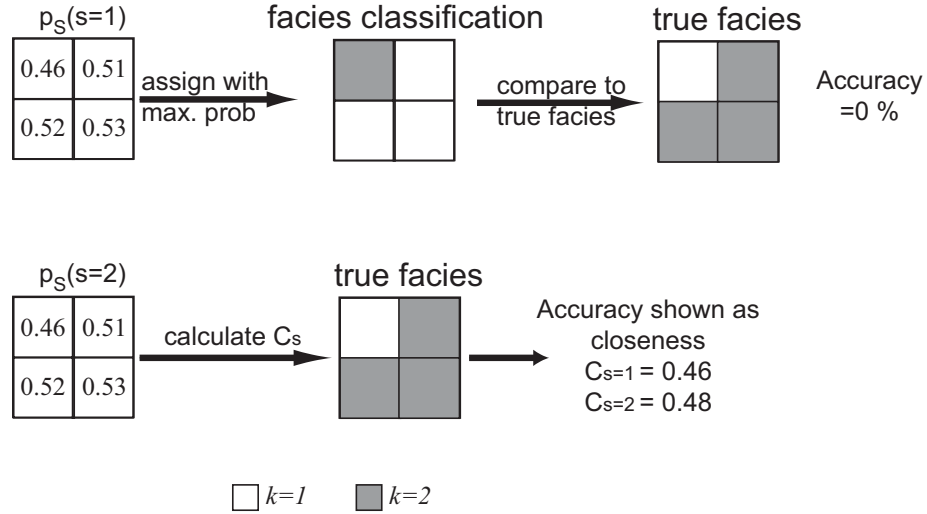 p_S(s=1)
facies classification
true facies
0.46 0.51
0.52 0.53
assign with
max. prob
compare to
true facies
Accuracy
=0 %
p_S(s=2)
true facies
0.46 0.51
0.52 0.53
calculate Cs
Accuracy shown as
closeness
Cs=1 = 0.46
Cs=2 = 0.48
k=1
k=2